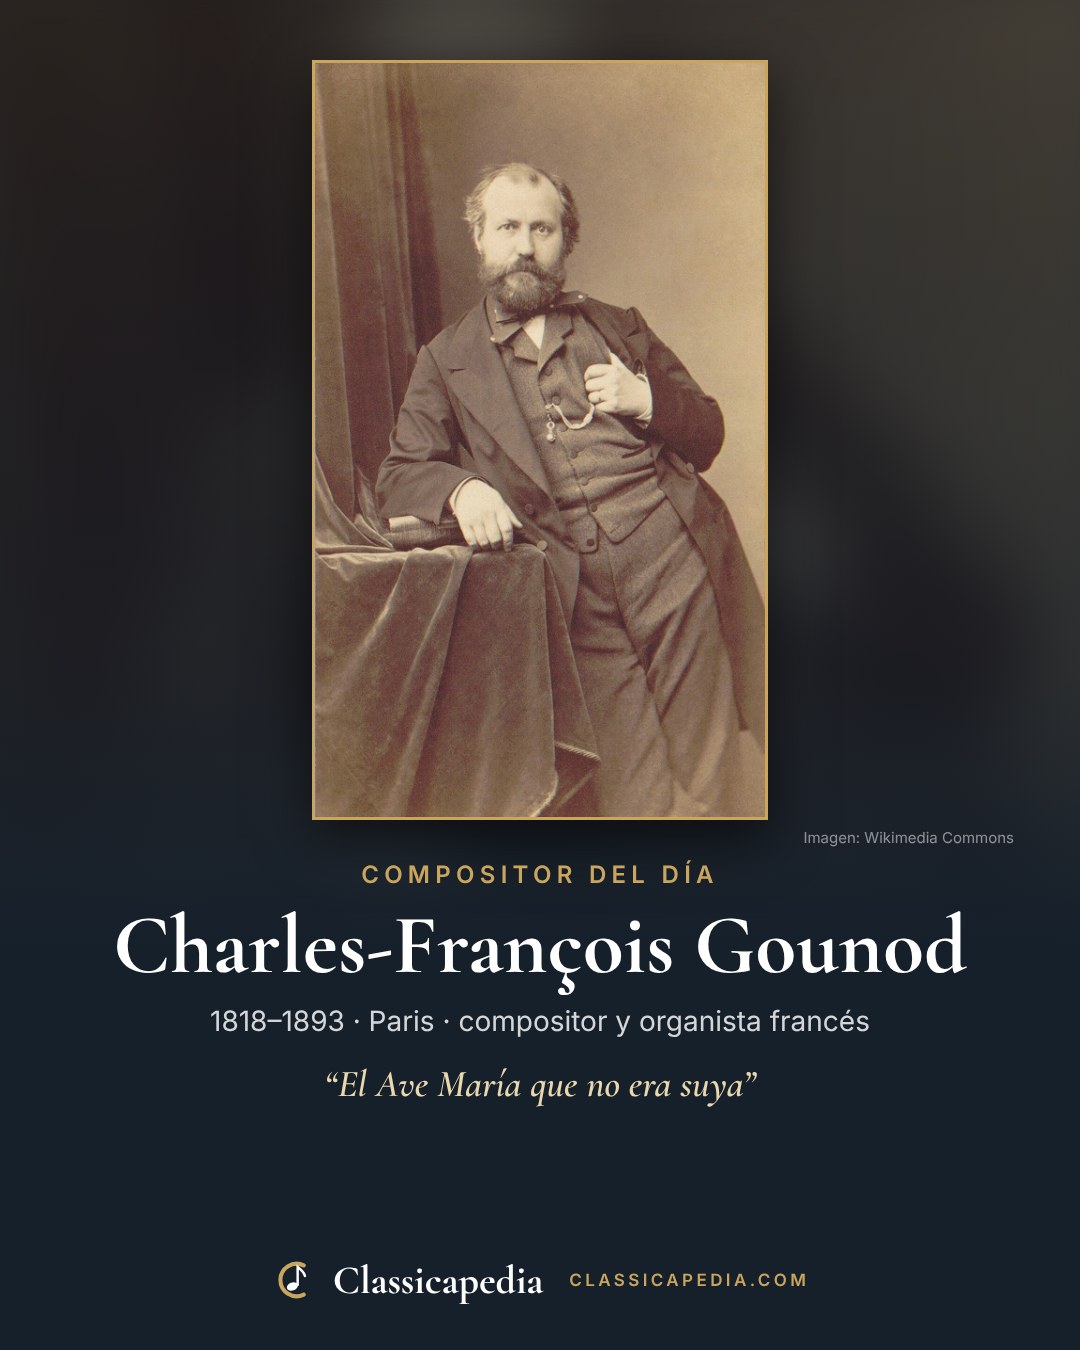 Imagen: Wikimedia Commons
COMPOSITOR DEL DÍA
Charles-François Gounod
1818–1893 · Paris · compositor y organista francés
“El Ave María que no era suya”
Classicapedia CLASSICAPEDIA.COM